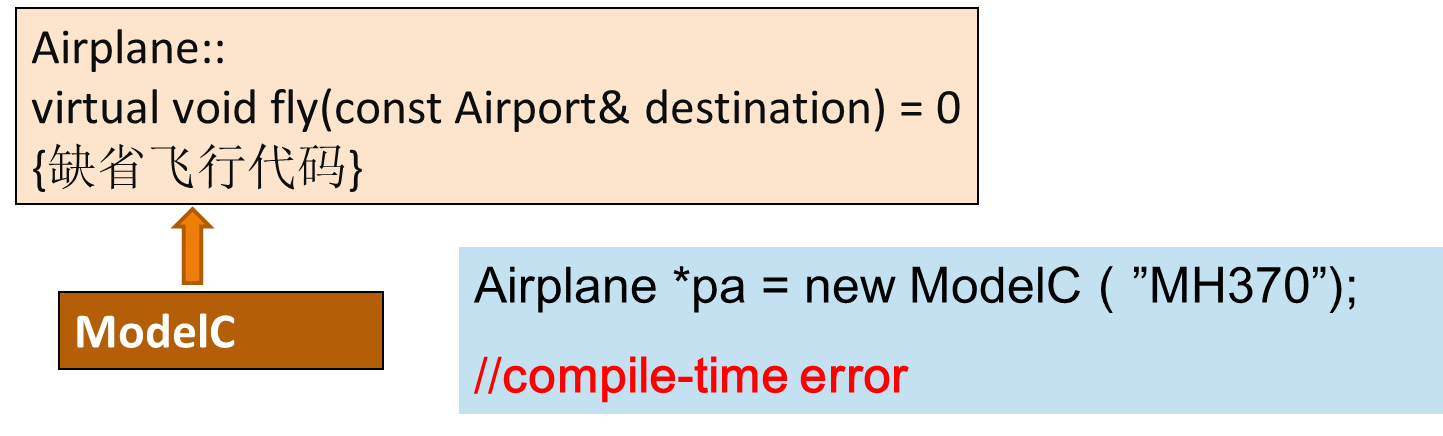 Airplane::
virtual void fly(const Airport& destination) = 0
{缺省飞行代码}
ModelC
Airplane *pa = new ModelC ( ”MH370”);
//compile-time error